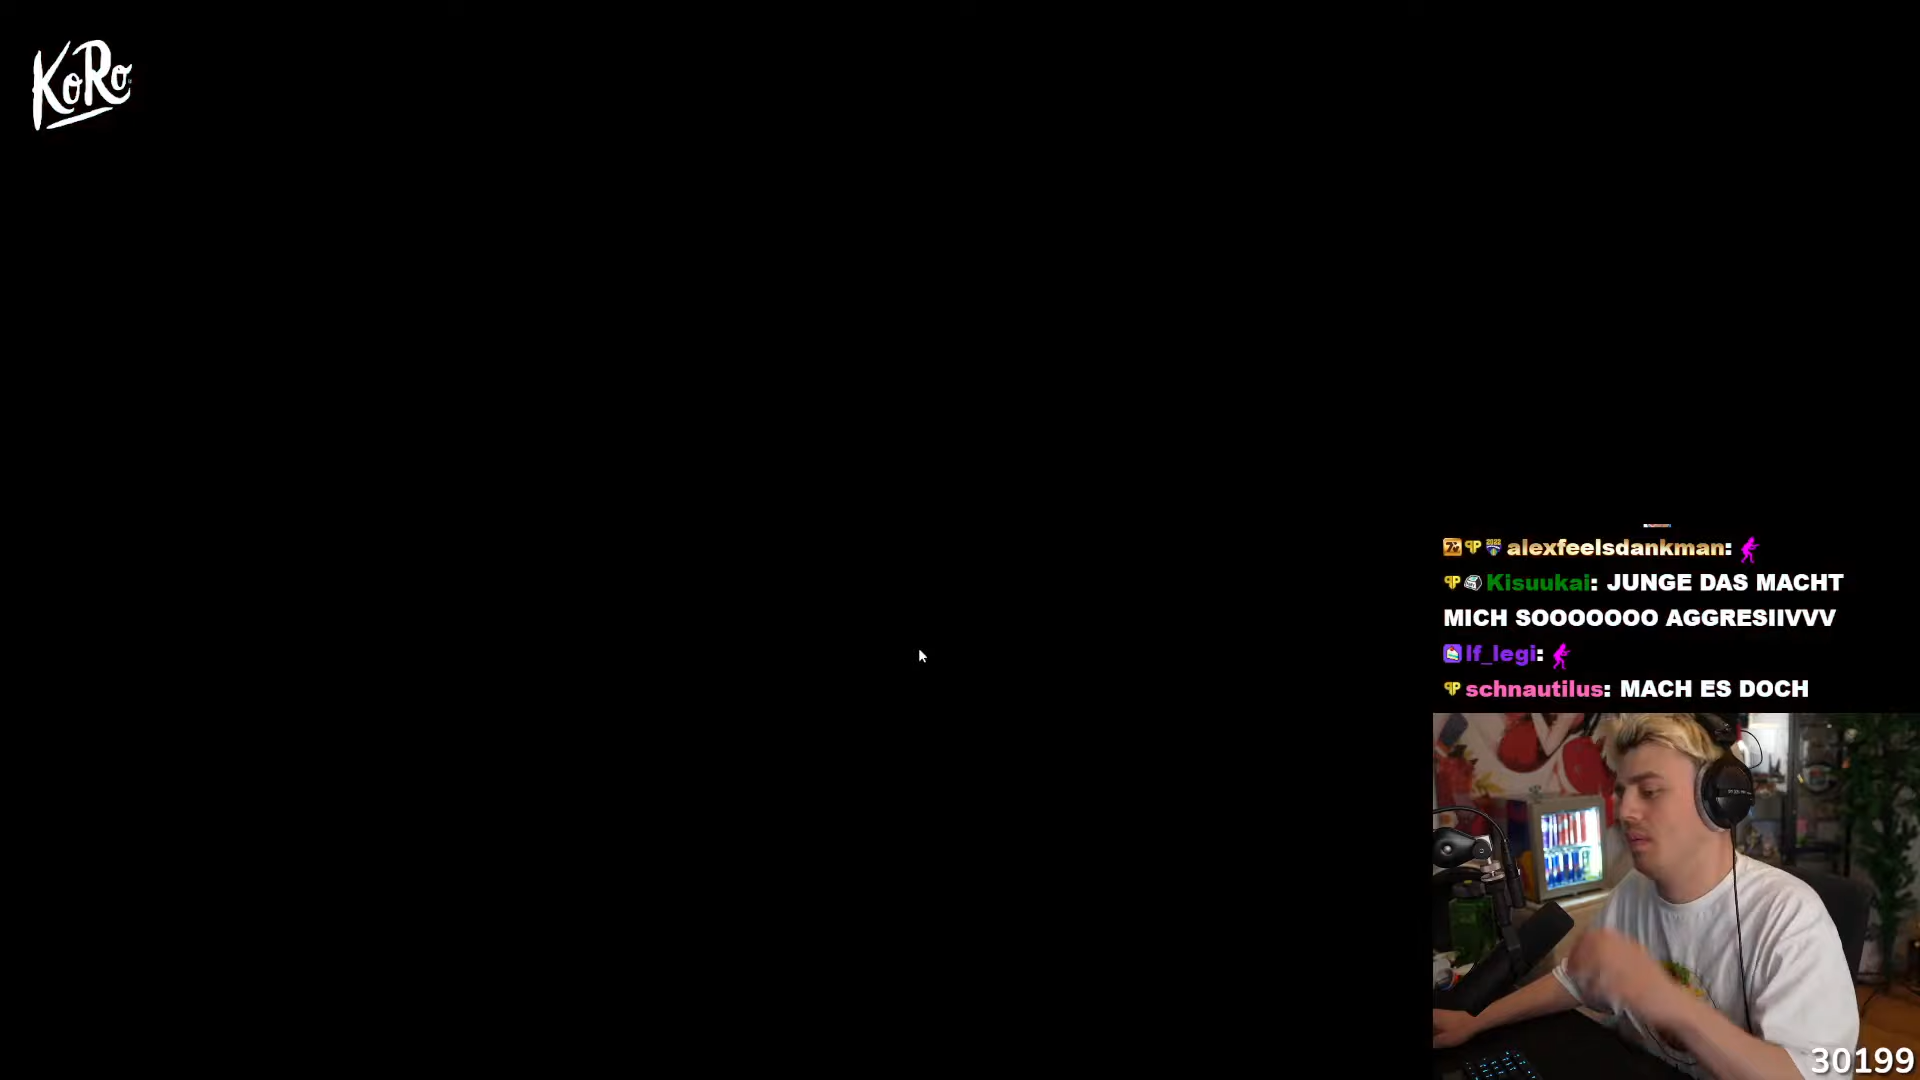 KoRo
alexfeelsdankman:
Kisuukai: JUNGE DAS MACHT
MICH SOOOOOOO AGGRESIIVVV
lf_legi:
schnautilus: MACH ES DOCH
30199